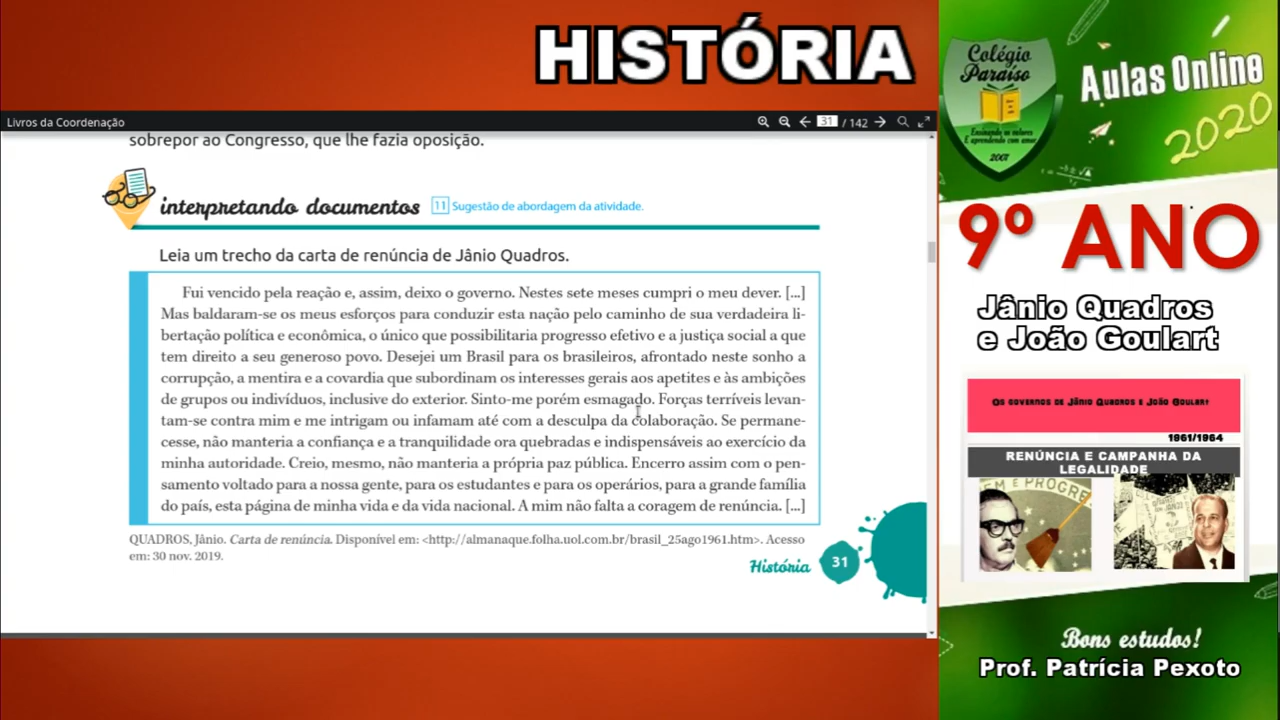 HISTÓRIA
Livros da Coordenação
31 / 142
sobrepor ao Congresso, que lhe fazia oposição.
interpretando documentos
11 Sugestão de abordagem da atividade.
Leia um trecho da carta de renúncia de Jânio Quadros.
Fui vencido pela reação e, assim, deixo o governo. Nestes sete meses cumpri o meu dever. [...]
Mas baldaram-se os meus esforços para conduzir esta nação pelo caminho de sua verdadeira li-
bertação política e econômica, o único que possibilitaria progresso efetivo e a justiça social a que
tem direito a seu generoso povo. Desejei um Brasil para os brasileiros, afrontado neste sonho a
corrupção, a mentira e a covardia que subordinam os interesses gerais aos apetites e às ambições
de grupos ou indivíduos, inclusive do exterior. Sinto-me porém esmagado. Forças terríveis levan-
tam-se contra mim e me intrigam ou infamam até com a desculpa da colaboração. Se permane-
cesse, não manteria a confiança e a tranquilidade ora quebradas e indispensáveis ao exercício da
minha autoridade. Creio, mesmo, não manteria a própria paz pública. Encerro assim com o pen-
samento voltado para a nossa gente, para os estudantes e para os operários, para a grande família
do país, esta página de minha vida e da vida nacional. A mim não falta a coragem de renúncia. [...]
QUADROS, Jânio. Carta de renúncia. Disponível em: <http://almanaque.folha.uol.com.br/brasil_25ago1961.htm>. Acesso
em: 30 nov. 2019.
História
31
Colégio
Paraíso
Ensinando os valores
E aprendendo com amor
2007
Aulas Online
2020
9º ANO
Jânio Quadros
e João Goulart
Os governos de Jânio Quadros e João Goulart
1961/1964
RENÚNCIA E CAMPANHA DA
LEGALIDADE
EM E PROGRE
Bons estudos!
Prof. Patrícia Pexoto